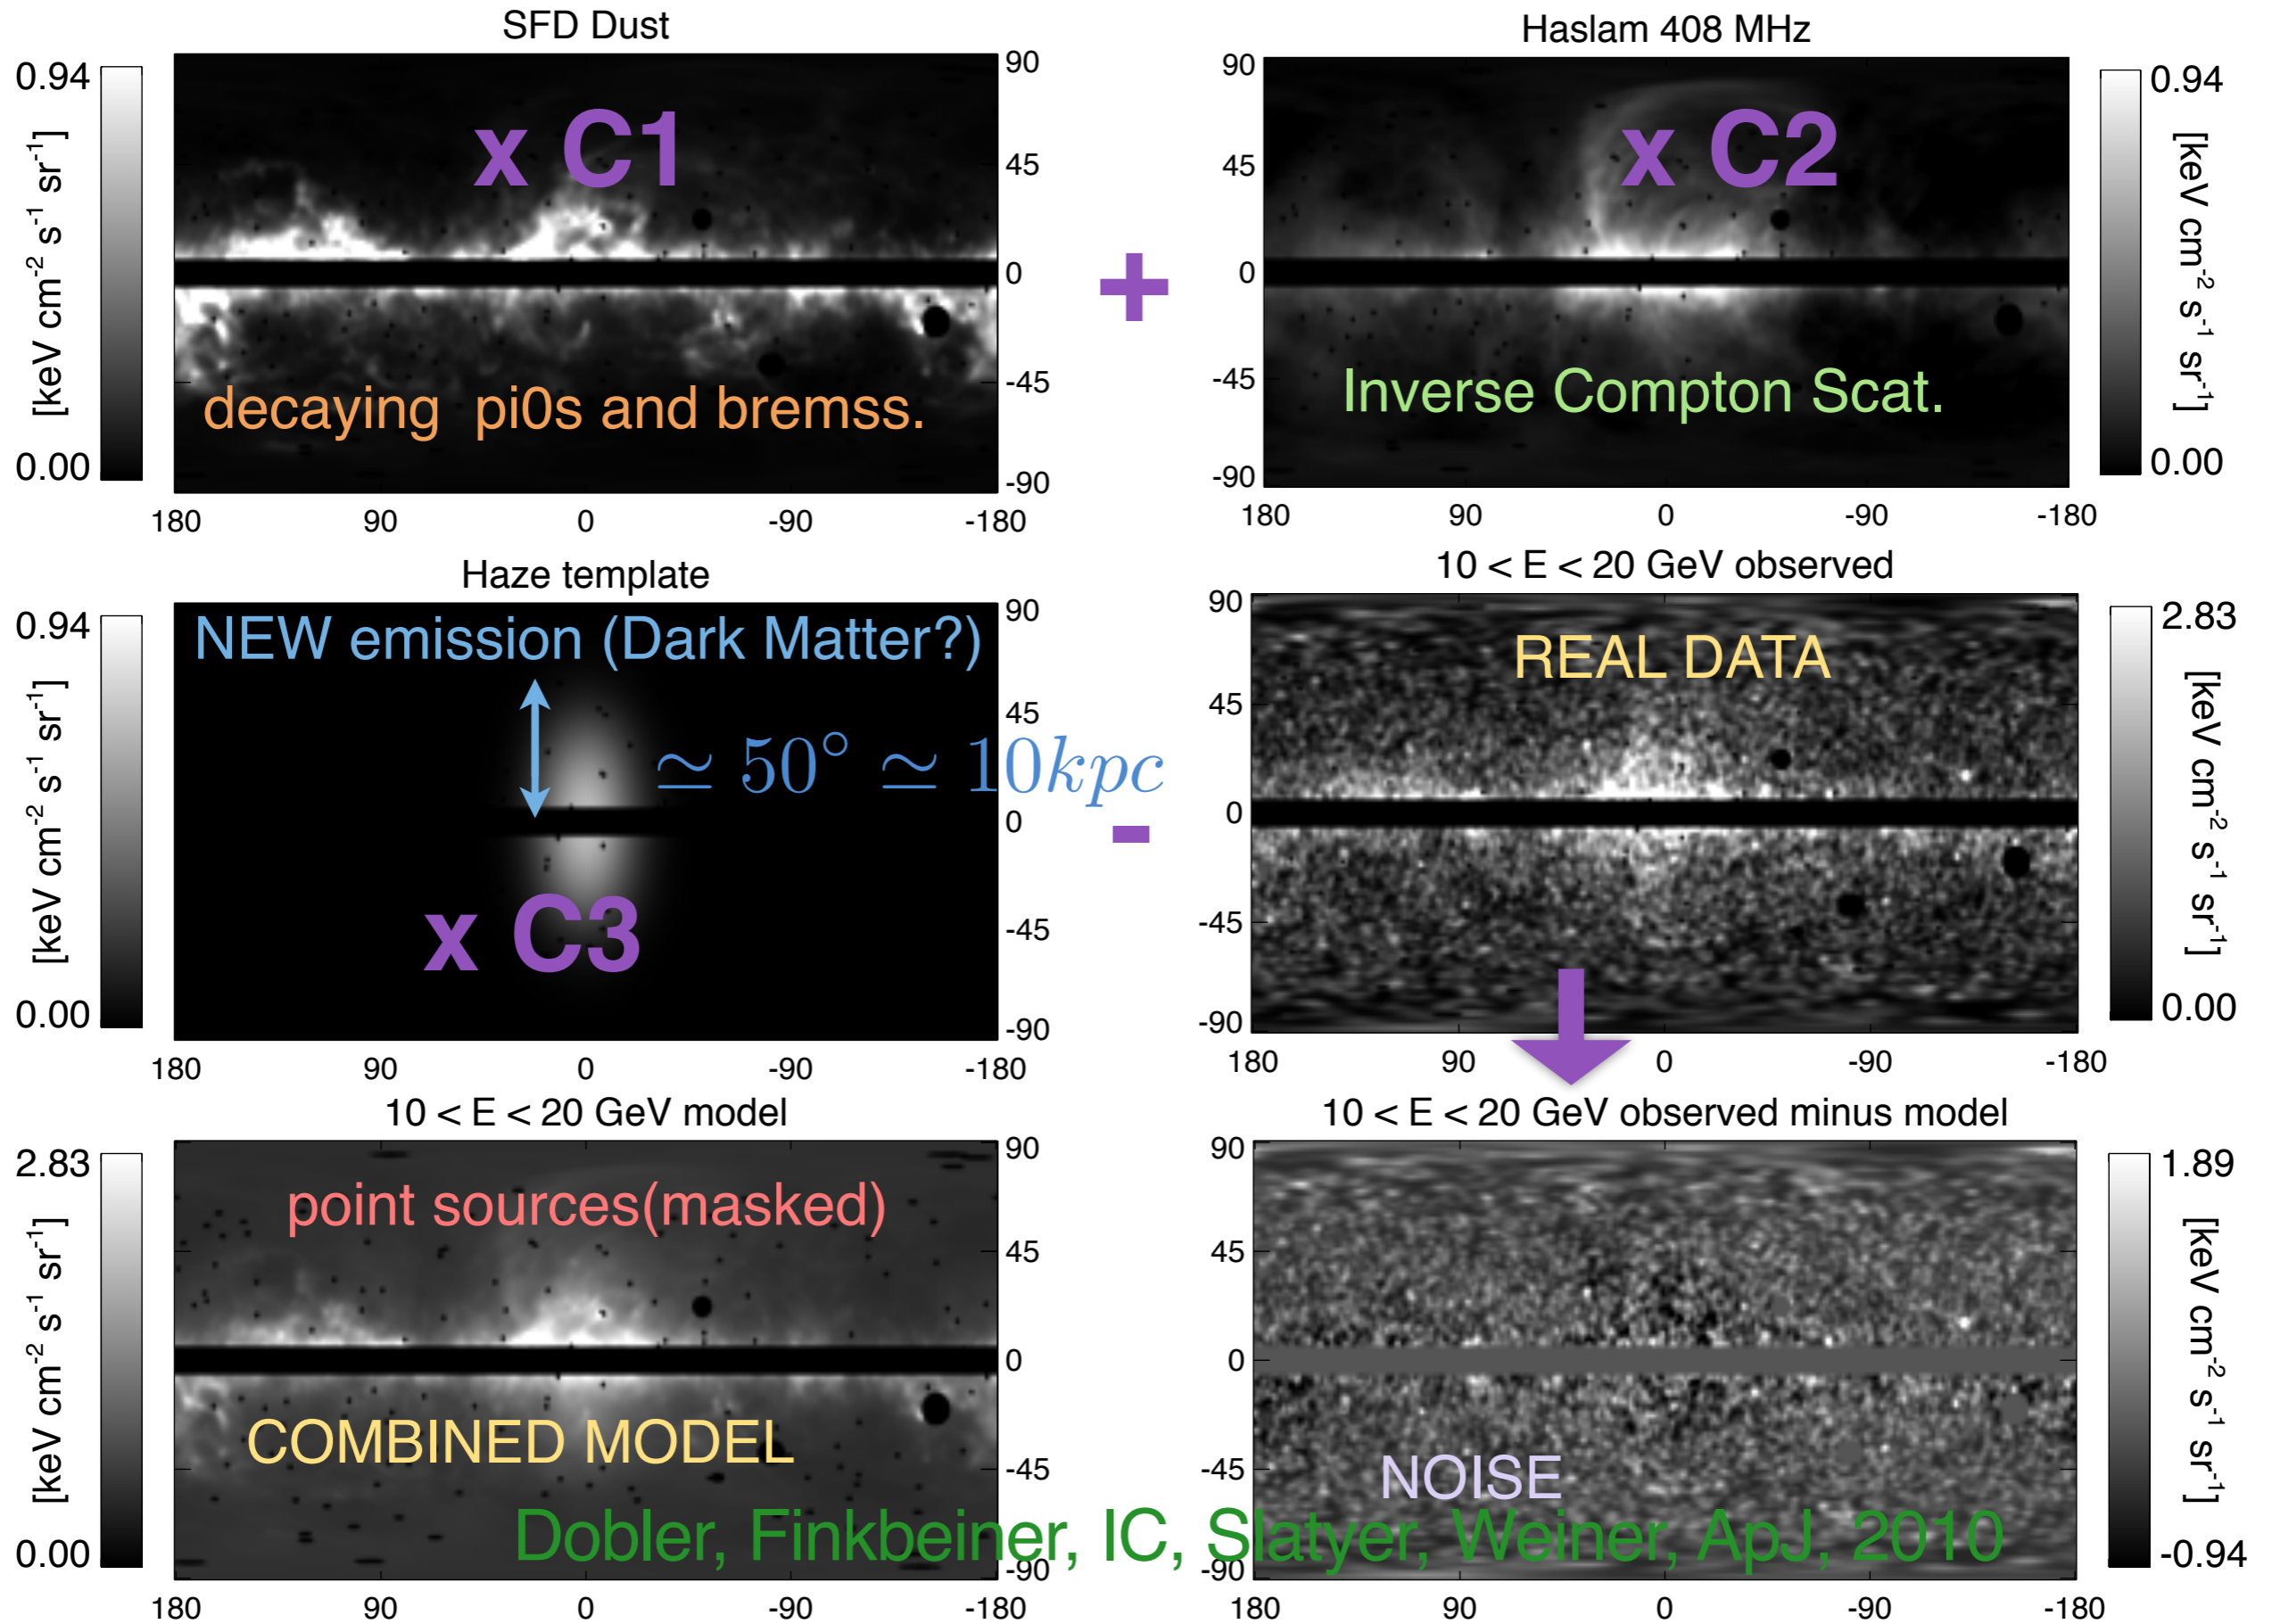 SFD Dust
0.94
[keV cm-2 s-1 sr-1]
0.00
x C1
decaying pi0s and bremss.
90
45
0
-45
-90
180 90 0 -90 -180
+
Haslam 408 MHz
90
45
0
-45
-90
x C2
Inverse Compton Scat.
180 90 0 -90 -180
0.94
[keV cm-2 s-1 sr-1]
0.00
Haze template
0.94
[keV cm-2 s-1 sr-1]
0.00
NEW emission (Dark Matter?)
≃ 50° ≃ 10kpc
x C3
90
45
0
-45
-90
180 90 0 -90 -180
-
10 < E < 20 GeV observed
90
45
0
-45
-90
REAL DATA
180 90 0 -90 -180
2.83
[keV cm-2 s-1 sr-1]
0.00
10 < E < 20 GeV model
2.83
[keV cm-2 s-1 sr-1]
0.00
point sources(masked)
COMBINED MODEL
90
45
0
-45
-90
180 90 0 -90 -180
10 < E < 20 GeV observed minus model
90
45
0
-45
-90
NOISE
180 90 0 -90 -180
1.89
[keV cm-2 s-1 sr-1]
-0.94
Dobler, Finkbeiner, IC, Slatyer, Weiner, ApJ, 2010